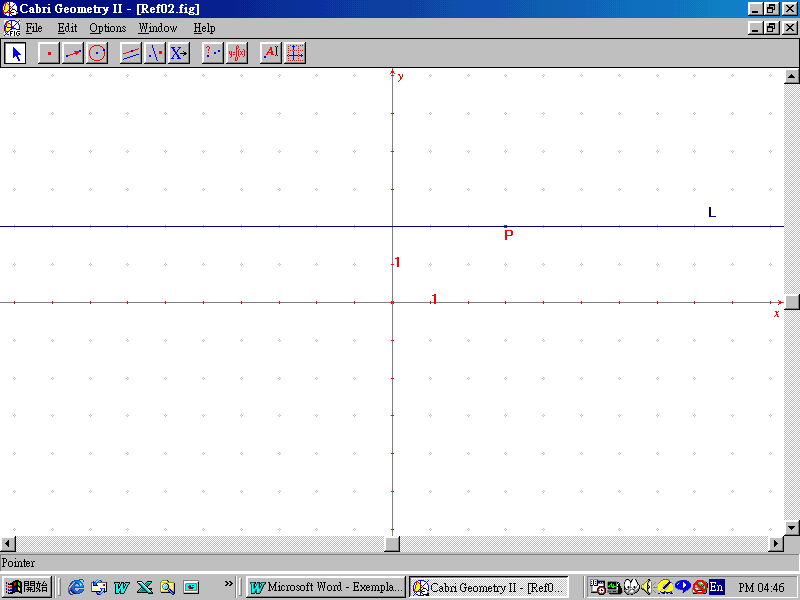 Cabri Geometry II - [Ref02.fig]
File Edit Options Window Help
y
L
P
1
1
x
Pointer
開始 » Microsoft Word - Exempla... Cabri Geometry II - [Ref0... En PM 04:46